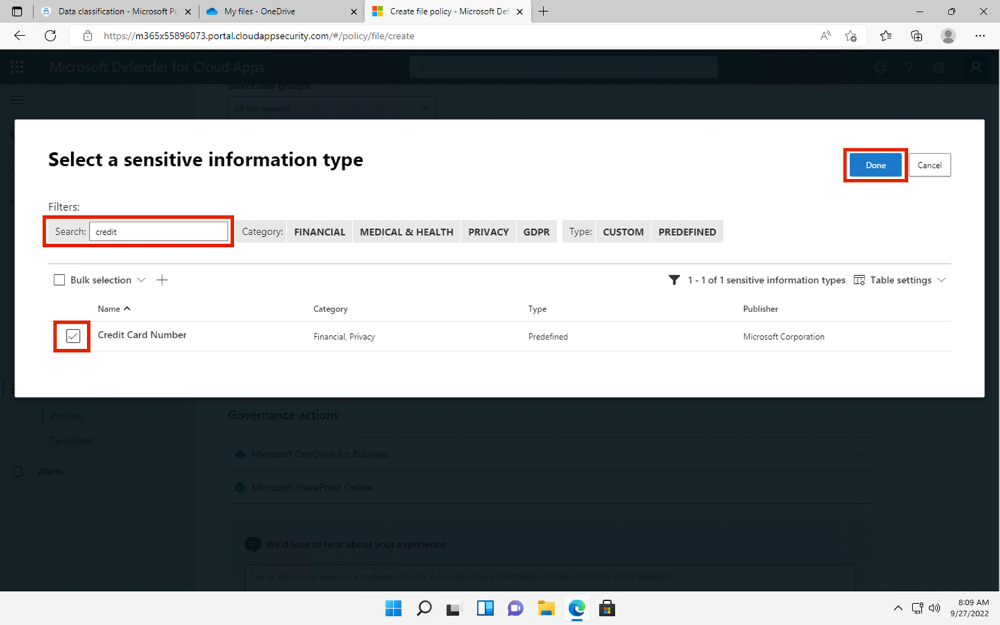 Data classification - Microsoft Pu
My files - OneDrive
Create file policy - Microsoft Def
https://m365x55896073.portal.cloudappsecurity.com/#/policy/file/create
Microsoft Defender for Cloud Apps
Select user groups:
all file owners
Select a sensitive information type
Done
Cancel
Filters:
Search: credit
Category: FINANCIAL MEDICAL & HEALTH PRIVACY GDPR
Type: CUSTOM PREDEFINED
Bulk selection
1 - 1 of 1 sensitive information types
Table settings
Name Category Type Publisher
Credit Card Number Financial, Privacy Predefined Microsoft Corporation
Governance actions
Policies
Templates
Microsoft OneDrive for Business
Alerts
Microsoft SharePoint Online
We'd love to hear about your experience
Tell us about your experience (optional). Do not include personally identifiable information as part of this feedback.
8:09 AM
9/27/2022